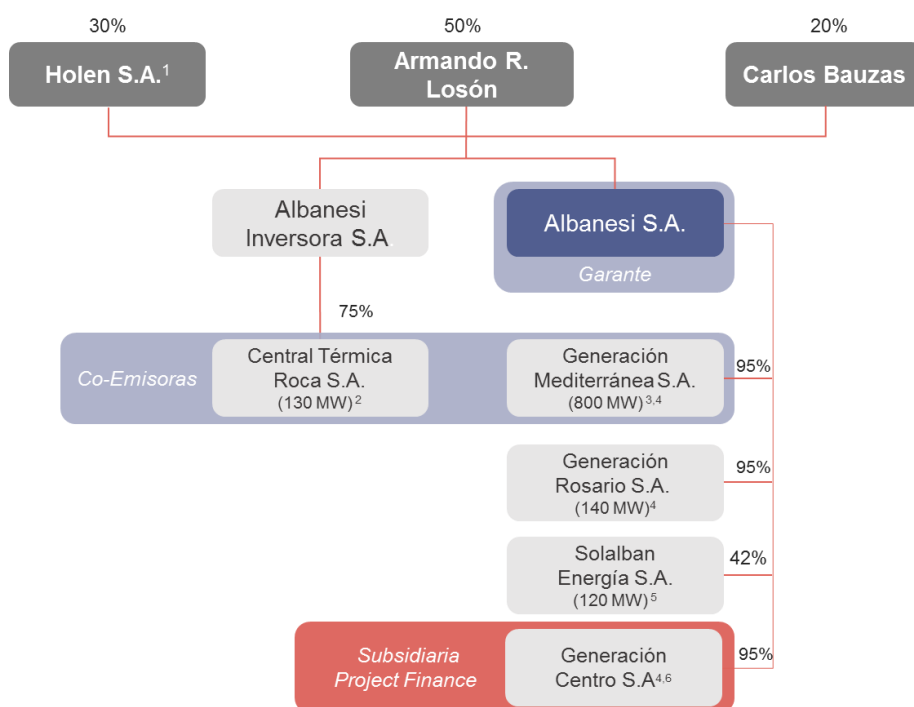 30%
50%
20%
Holen S.A.¹
Armando R.
Losón
Carlos Bauzas
Albanesi
Inversora S.A
Albanesi S.A.
Garante
75%
Co-Emisoras
Central Térmica
Roca S.A.
(130 MW)²
Generación
Mediterránea S.A.
(800 MW)³,⁴
95%
Generación
Rosario S.A.
(140 MW)⁴
95%
Solalban
Energía S.A.
(120 MW)⁵
42%
Subsidiaria
Project Finance
Generación
Centro S.A⁴,⁶
95%